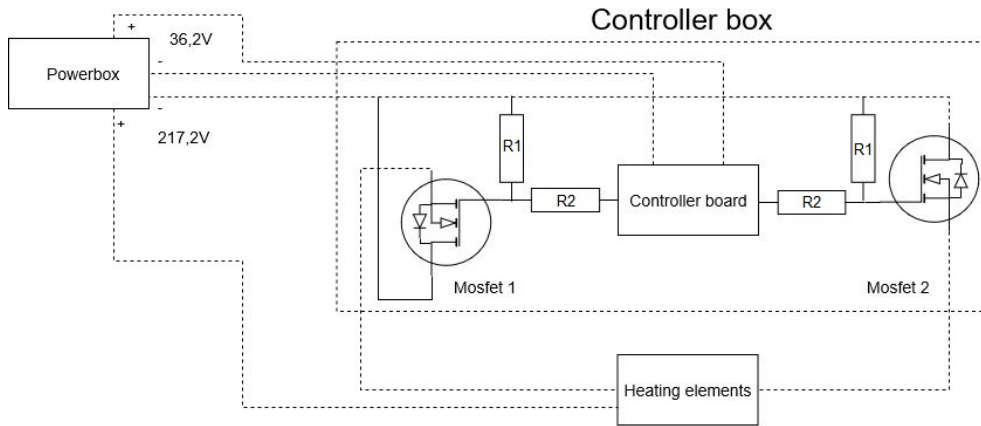 Controller box
+
36,2V
-
Powerbox
-
+
217,2V
R1
R1
R2
Controller board
R2
Mosfet 1
Mosfet 2
Heating elements